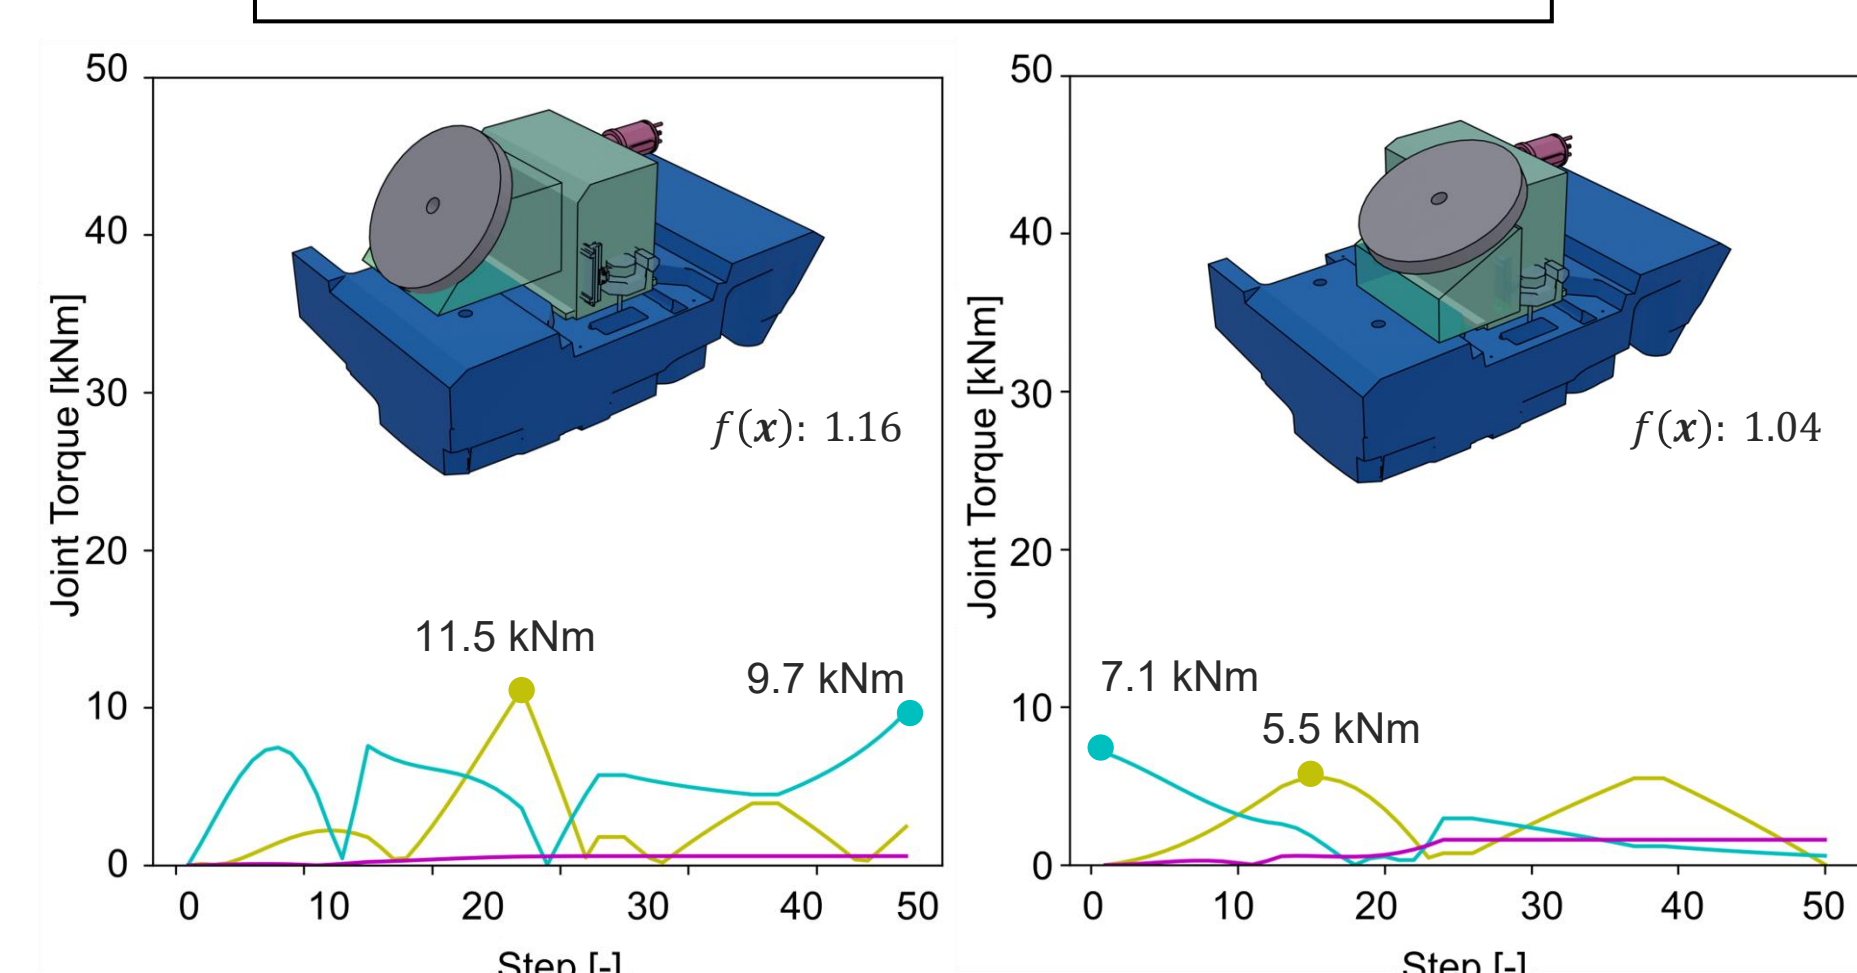 50
40
30
20
10
0
Joint Torque [kNm]
f(x): 1.16
11.5 kNm
9.7 kNm
0 10 20 30 40 50
Step [-]
50
40
30
20
10
0
Joint Torque [kNm]
f(x): 1.04
7.1 kNm
5.5 kNm
0 10 20 30 40 50
Step [-]